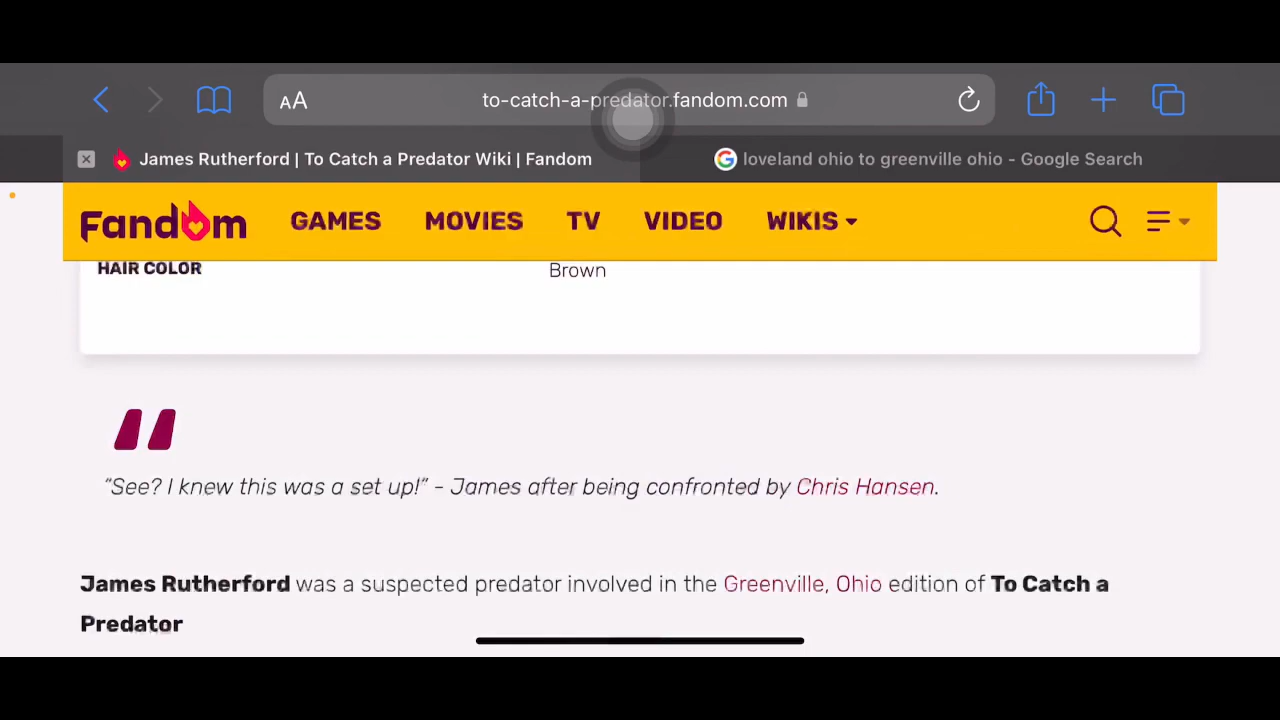 AA to-catch-a-predator.fandom.com
James Rutherford | To Catch a Predator Wiki | Fandom loveland ohio to greenville ohio - Google Search
Fandom GAMES MOVIES TV VIDEO WIKIS
HAIR COLOR Brown
“See? I knew this was a set up!” - James after being confronted by Chris Hansen.
James Rutherford was a suspected predator involved in the Greenville, Ohio edition of To Catch a
Predator